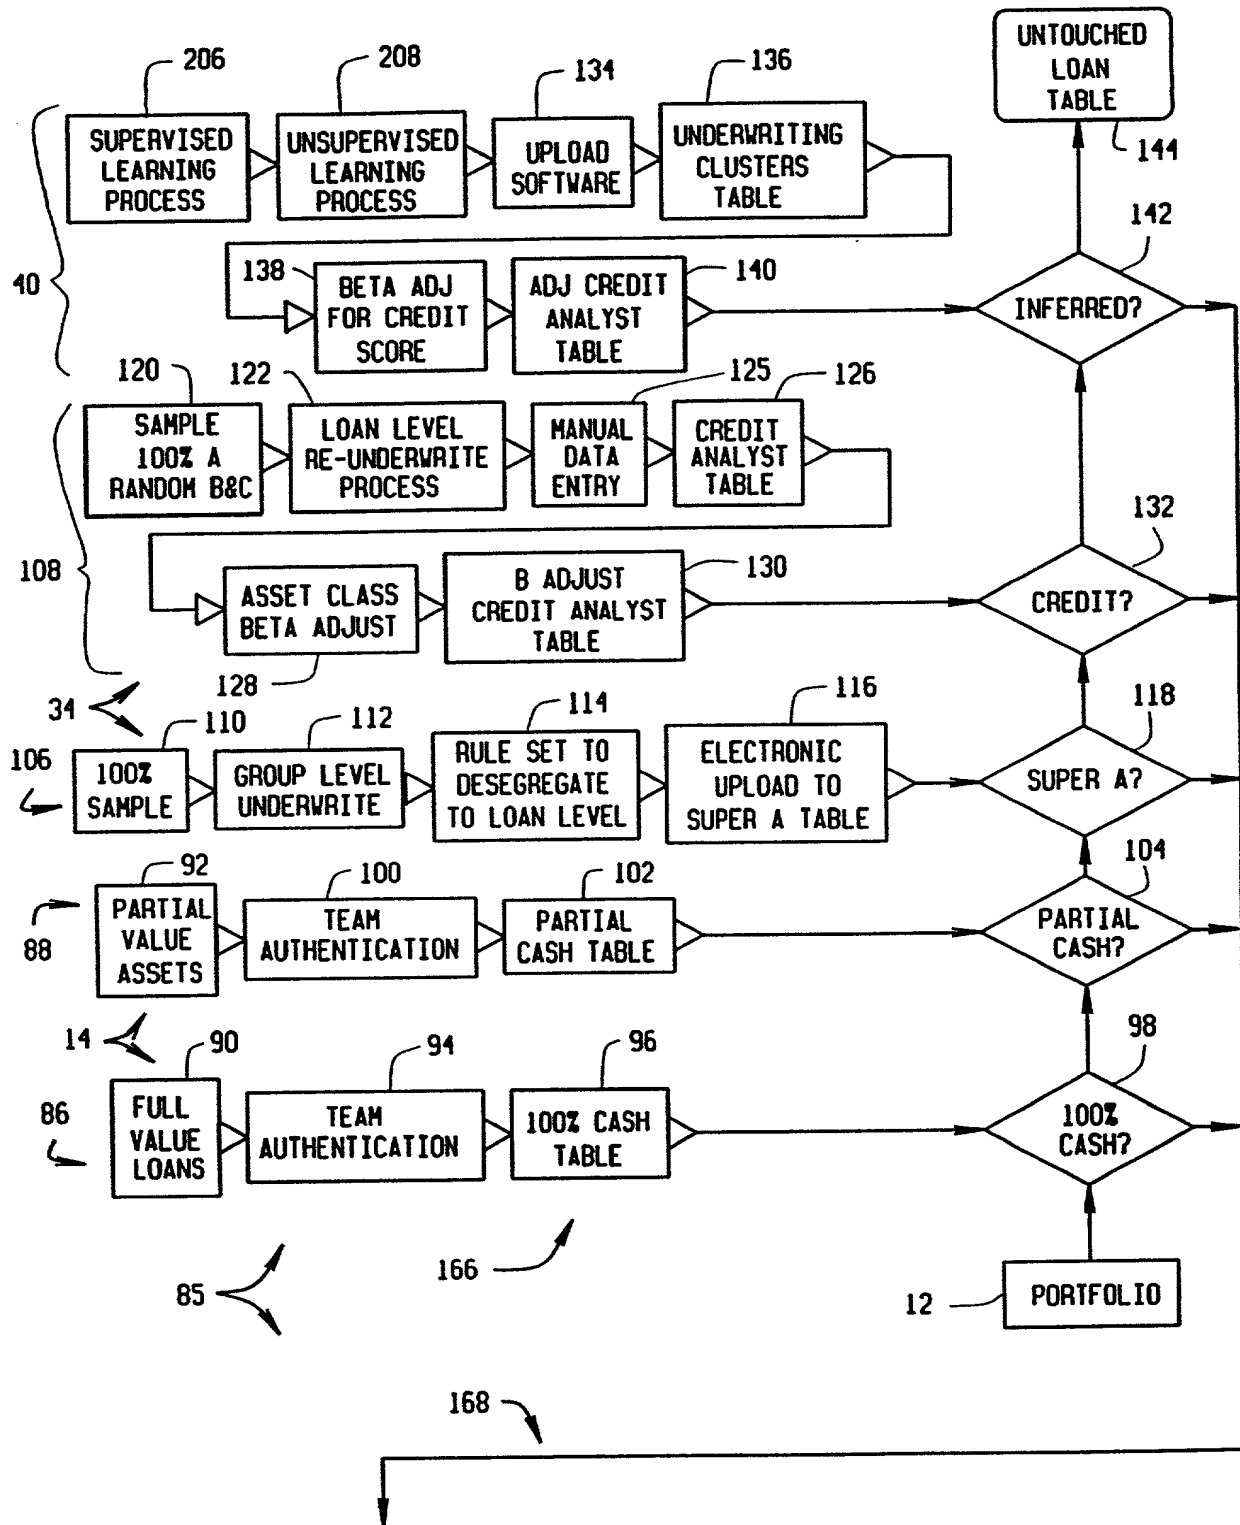 UNTOUCHED
LOAN
TABLE
144
206
208
134
136
SUPERVISED
LEARNING
PROCESS
UNSUPERVISED
LEARNING
PROCESS
UPLOAD
SOFTWARE
UNDERWRITING
CLUSTERS
TABLE
142
40
138
BETA ADJ
FOR CREDIT
SCORE
ADJ CREDIT
ANALYST
TABLE
140
INFERRED?
120
122
125
126
SAMPLE
100% A
RANDOM B&C
LOAN LEVEL
RE-UNDERWRITE
PROCESS
MANUAL
DATA
ENTRY
CREDIT
ANALYST
TABLE
132
108
ASSET CLASS
BETA ADJUST
128
B ADJUST
CREDIT ANALYST
TABLE
130
CREDIT?
34
110
112
114
116
118
106
100%
SAMPLE
GROUP LEVEL
UNDERWRITE
RULE SET TO
DESEGREGATE
TO LOAN LEVEL
ELECTRONIC
UPLOAD TO
SUPER A TABLE
SUPER A?
92
100
102
104
88
PARTIAL
VALUE
ASSETS
TEAM
AUTHENTICATION
PARTIAL
CASH TABLE
PARTIAL
CASH?
14
90
94
96
98
86
FULL
VALUE
LOANS
TEAM
AUTHENTICATION
100% CASH
TABLE
100%
CASH?
85
166
12
PORTFOLIO
168